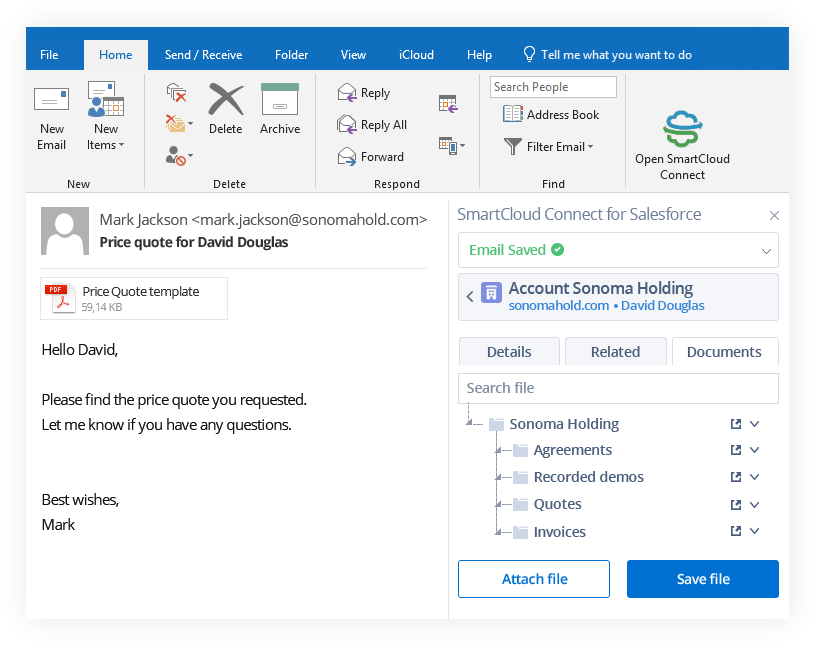 File Home Send / Receive Folder View iCloud Help Tell me what you want to do
New Email
New Items
New
Delete
Archive
Delete
Reply
Reply All
Forward
Respond
Search People
Address Book
Filter Email
Find
Open SmartCloud
Connect
Mark Jackson <mark.jackson@sonomahold.com>
Price quote for David Douglas
PDF
Price Quote template
59,14 KB
Hello David,
Please find the price quote you requested.
Let me know if you have any questions.
Best wishes,
Mark
SmartCloud Connect for Salesforce
Email Saved
Account Sonoma Holding
sonomahold.com • David Douglas
Details Related Documents
Search file
Sonoma Holding
Agreements
Recorded demos
Quotes
Invoices
Attach file Save file